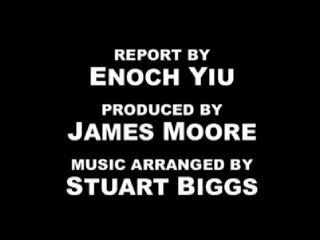 REPORT BY
ENOCH YIU
PRODUCED BY
JAMES MOORE
MUSIC ARRANGED BY
STUART BIGGS